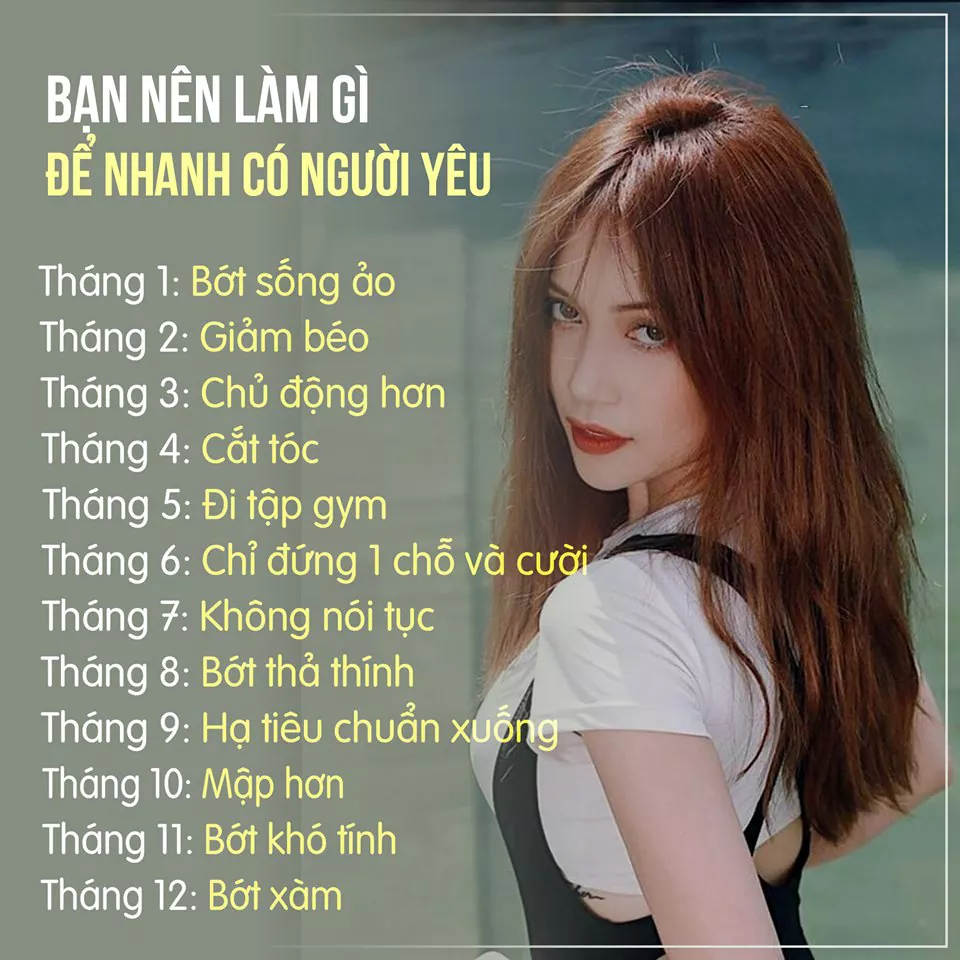 BẠN NÊN LÀM GÌ
ĐỂ NHANH CÓ NGƯỜI YÊU
Tháng 1: Bớt sống ảo
Tháng 2: Giảm béo
Tháng 3: Chủ động hơn
Tháng 4: Cắt tóc
Tháng 5: Đi tập gym
Tháng 6: Chỉ đứng 1 chỗ và cười
Tháng 7: Không nói tục
Tháng 8: Bớt thả thính
Tháng 9: Hạ tiêu chuẩn xuống
Tháng 10: Mập hơn
Tháng 11: Bớt khó tính
Tháng 12: Bớt xàm